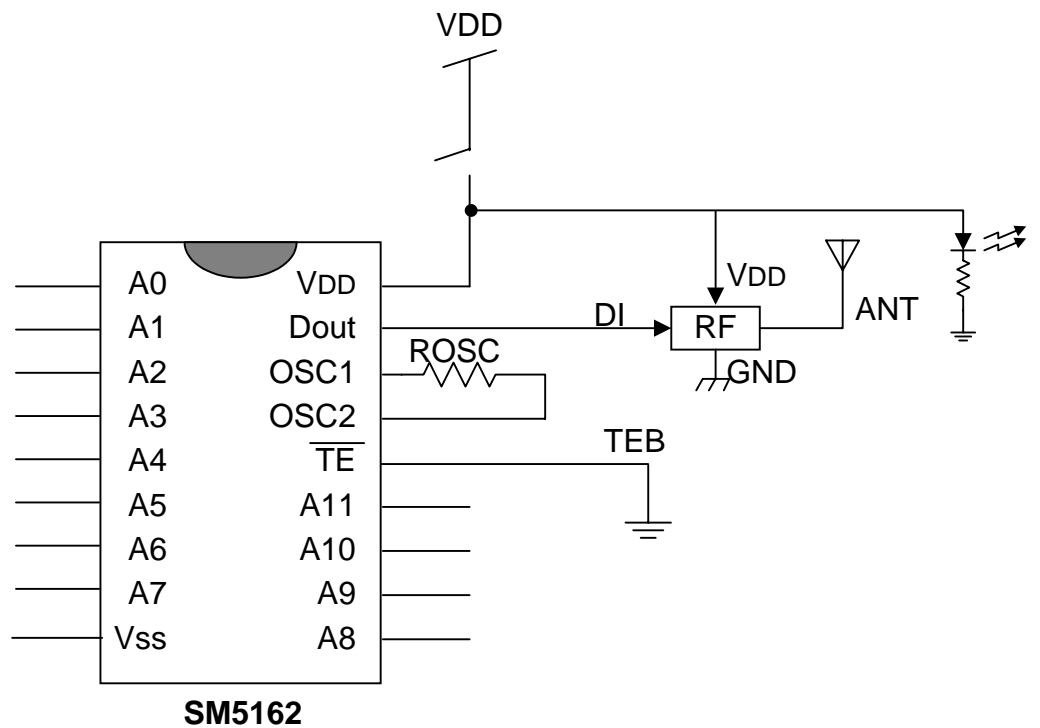 VDD
A0
A1
A2
A3
A4
A5
A6
A7
Vss
VDD
Dout
OSC1
OSC2
TE
A11
A10
A9
A8
ROSC
DI
VDD
RF
GND
ANT
TEB
SM5162